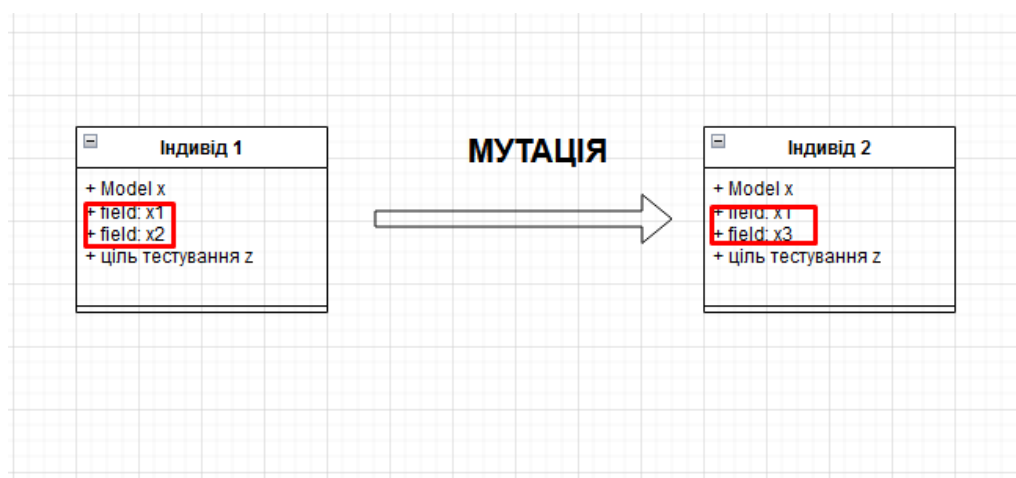 Індивід 1
+ Model x
+ field: x1
+ field: x2
+ ціль тестування z
МУТАЦІЯ
Індивід 2
+ Model x
+ field: x1
+ field: x3
+ ціль тестування z